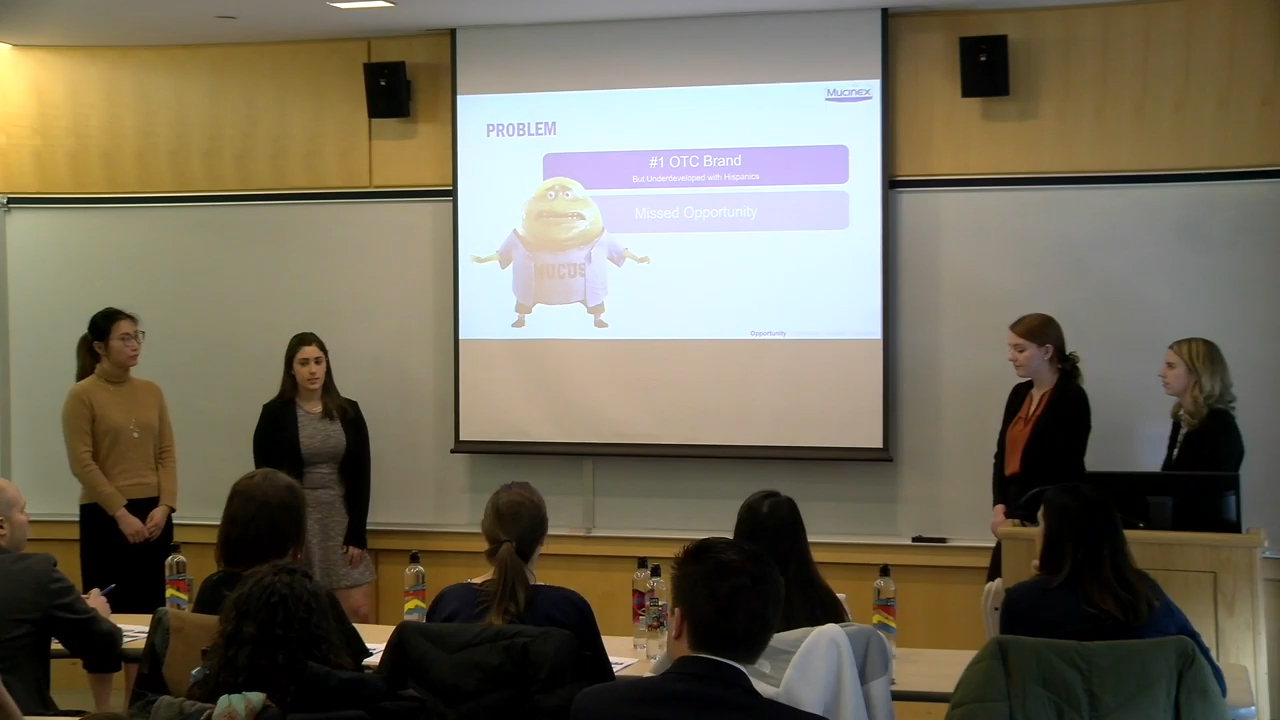 Mucinex
PROBLEM
#1 OTC Brand
But Underdeveloped with Hispanics
Missed Opportunity
MUCUS
Opportunity